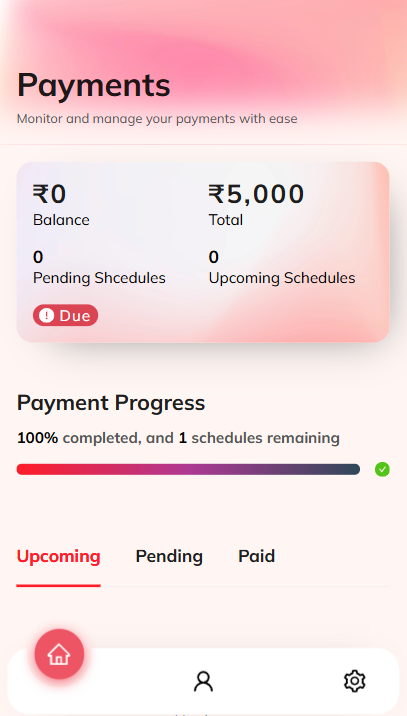 Payments
Monitor and manage your payments with ease
₹0 ₹5,000
Balance Total
0 0
Pending Shcedules Upcoming Schedules
! Due
Payment Progress
100% completed, and 1 schedules remaining
Upcoming Pending Paid